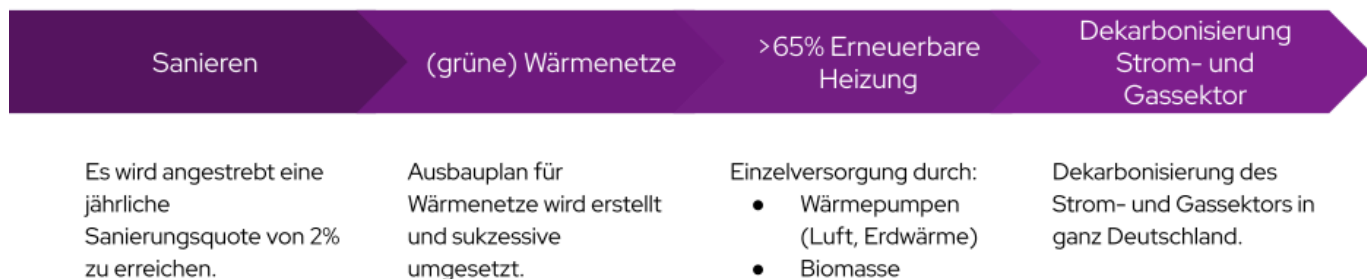 Sanieren
(grüne) Wärmenetze
>65% Erneuerbare
Heizung
Dekarbonisierung
Strom- und
Gassektor
Es wird angestrebt eine
jährliche
Sanierungsquote von 2%
zu erreichen.
Ausbauplan für
Wärmenetze wird erstellt
und sukzessive
umgesetzt.
Einzelversorgung durch:
● Wärmepumpen
(Luft, Erdwärme)
● Biomasse
Dekarbonisierung des
Strom- und Gassektors in
ganz Deutschland.